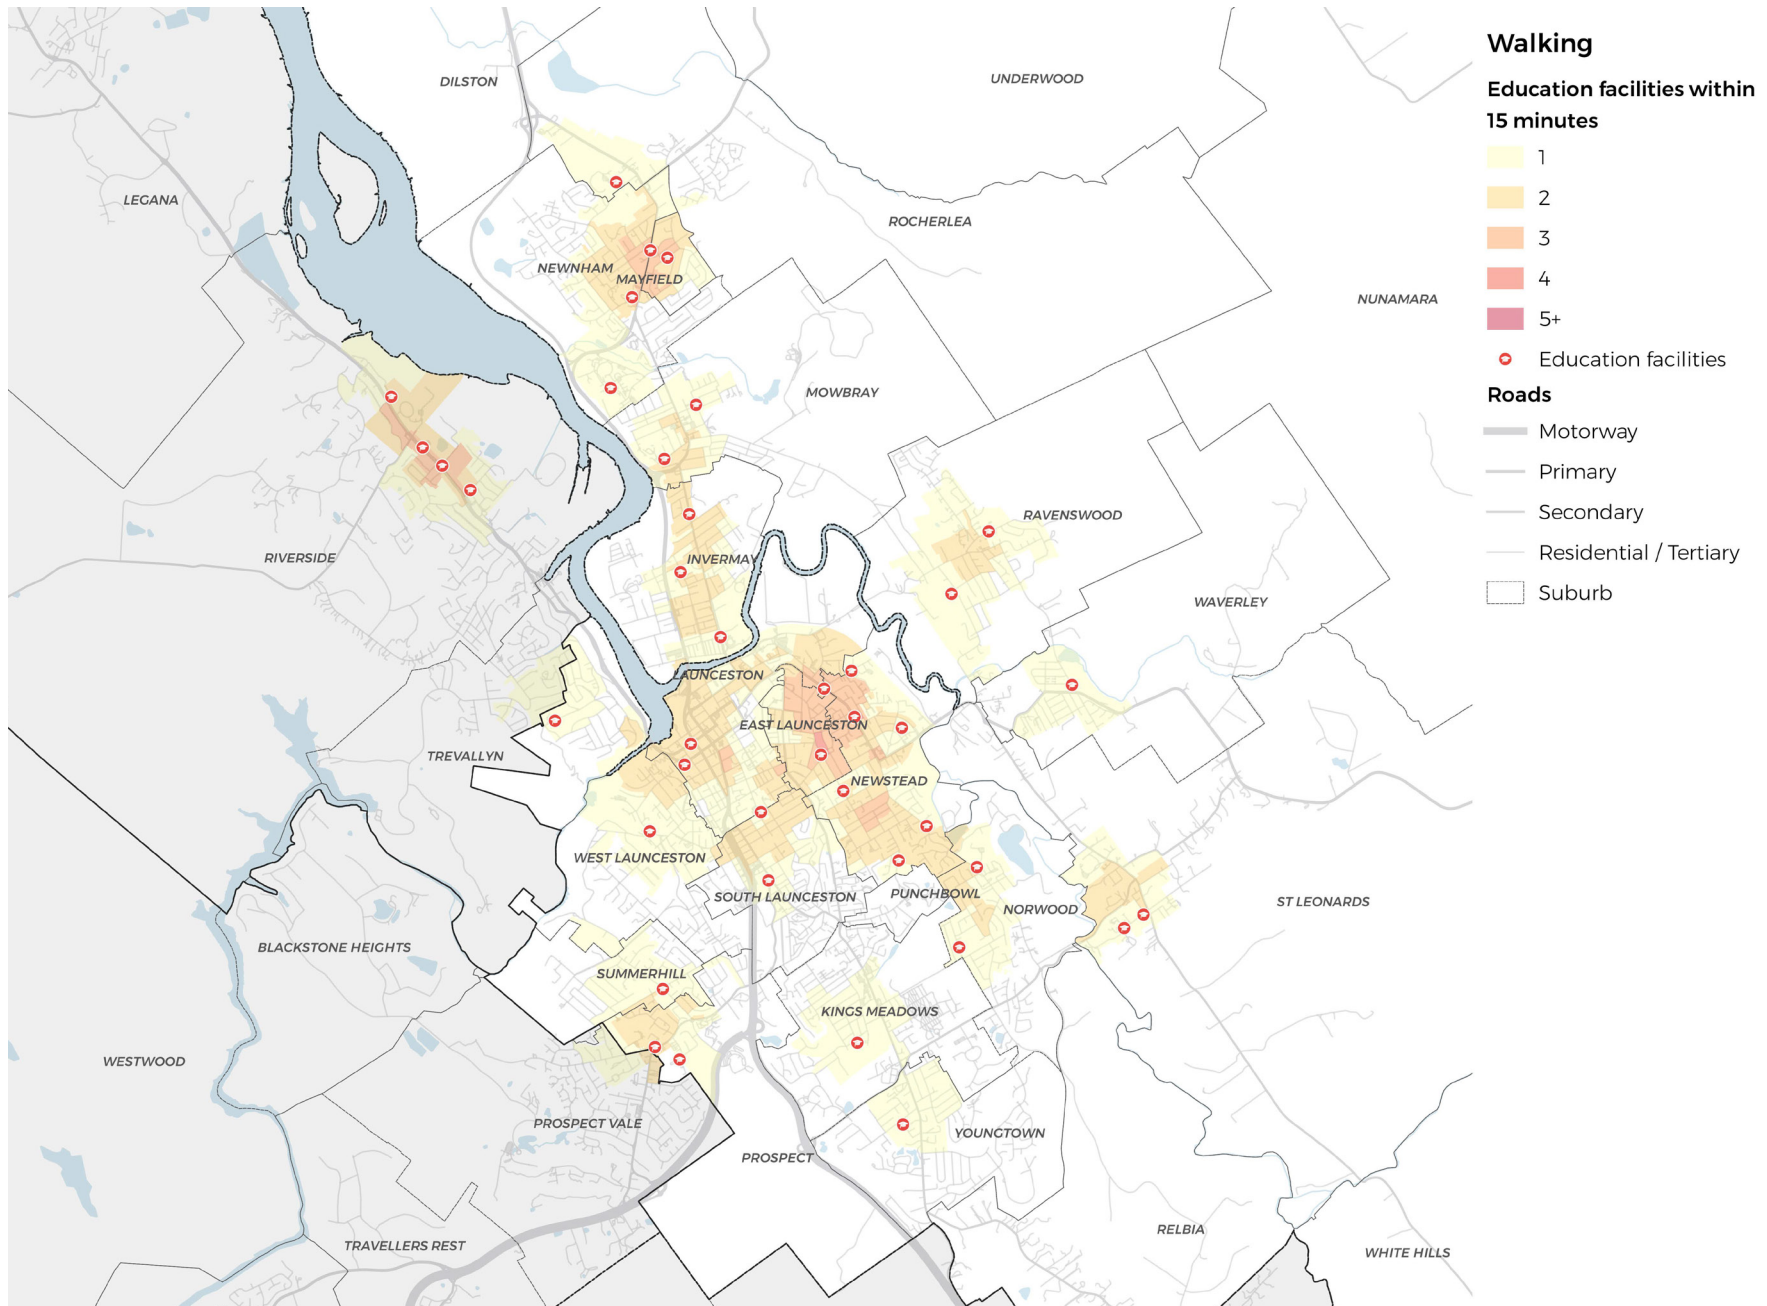 Walking
Education facilities within
15 minutes
1
2
3
4
5+
Education facilities
Roads
Motorway
Primary
Secondary
Residential / Tertiary
Suburb
DILSTON
UNDERWOOD
LEGANA
ROCHERLEA
NEWNHAM
MAYFIELD
NUNAMARA
MOWBRAY
RAVENSWOOD
RIVERSIDE
INVERMAY
WAVERLEY
LAUNCESTON
EAST LAUNCESTON
TREVALLYN
NEWSTEAD
WEST LAUNCESTON
SOUTH LAUNCESTON
PUNCHBOWL
NORWOOD
ST LEONARDS
BLACKSTONE HEIGHTS
SUMMERHILL
KINGS MEADOWS
WESTWOOD
PROSPECT VALE
YOUNGTOWN
PROSPECT
RELBIA
TRAVELLERS REST
WHITE HILLS